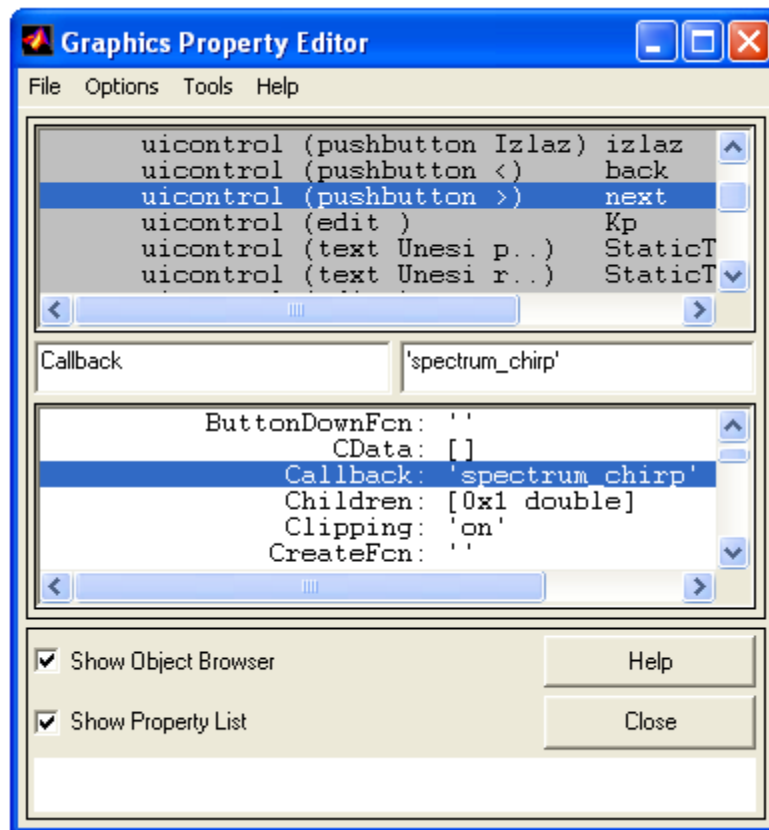 Graphics Property Editor
File Options Tools Help
uicontrol (pushbutton Izlaz) izlaz
uicontrol (pushbutton <) back
uicontrol (pushbutton >) next
uicontrol (edit ) Kp
uicontrol (text Unesi p..) StaticT
uicontrol (text Unesi r..) StaticT
Callback 'spectrum_chirp'
ButtonDownFcn: ''
CData: []
Callback: 'spectrum_chirp'
Children: [0x1 double]
Clipping: 'on'
CreateFcn: ''
Show Object Browser Help
Show Property List Close